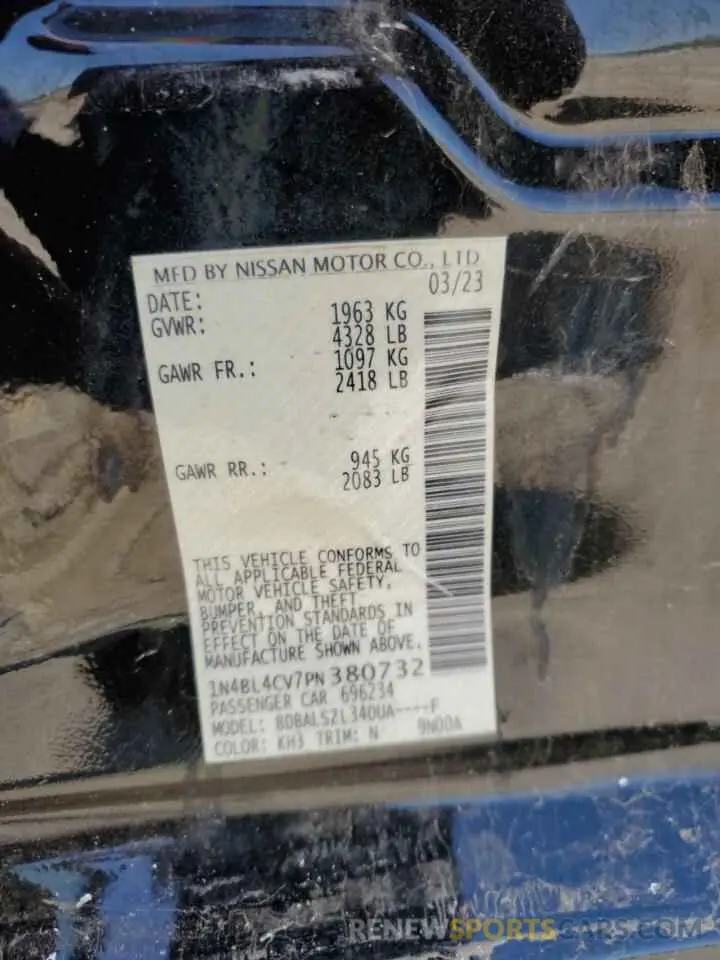 MFD BY NISSAN MOTOR CO., LTD
DATE: 03/23
GVWR: 1963 KG
4328 LB
GAWR FR.: 1097 KG
2418 LB
GAWR RR.: 945 KG
2083 LB
THIS VEHICLE CONFORMS TO
ALL APPLICABLE FEDERAL
MOTOR VEHICLE SAFETY,
BUMPER, AND THEFT
PREVENTION STANDARDS IN
EFFECT ON THE DATE OF
MANUFACTURE SHOWN ABOVE.
1N4BL4CV7PN380732
PASSENGER CAR 696234
MODEL: BDBALS2L340UA----F
COLOR: KH3 TRIM: N 9N00A
RENEWSPORTSCARS.COM